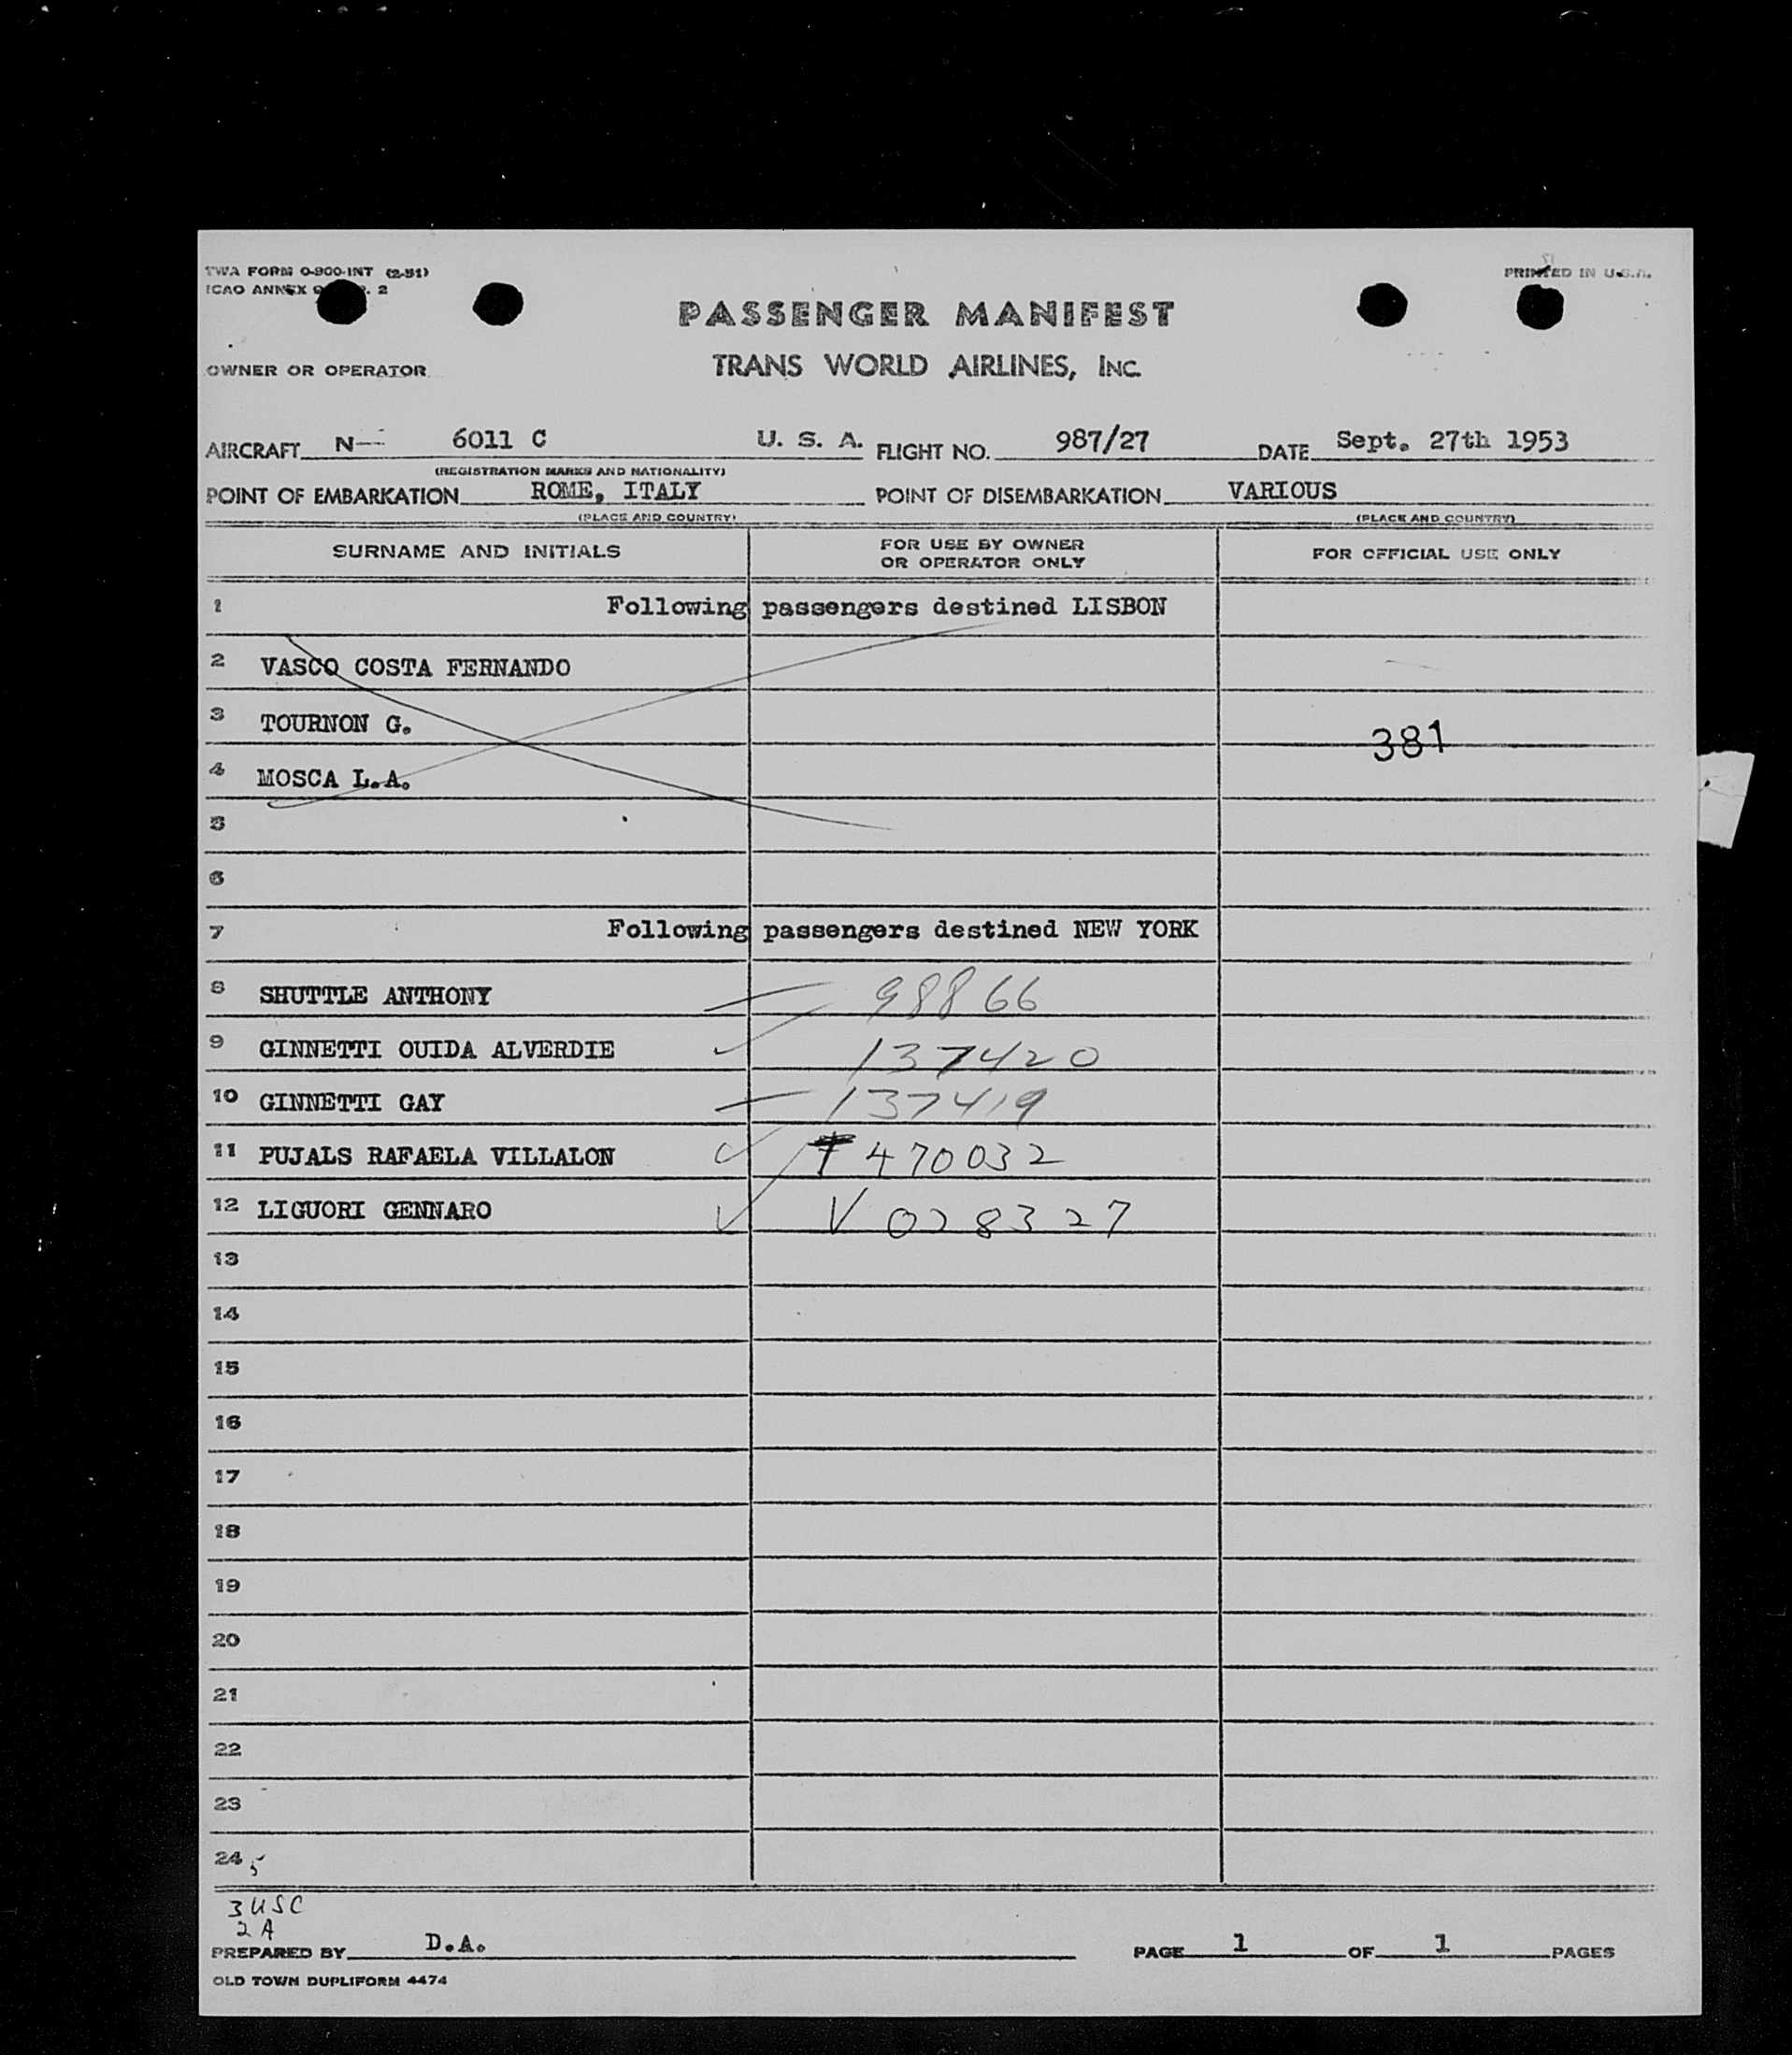 TWA FORM O-900-INT (2-51)
PRINTED IN U.S.A.
ICAO ANNEX 9 . 2
PASSENGER MANIFEST
OWNER OR OPERATOR
TRANS WORLD AIRLINES, INC.
AIRCRAFT N— 6011 C U. S. A. FLIGHT NO. 987/27 DATE Sept. 27th 1953
(REGISTRATION MARKS AND NATIONALITY)
POINT OF EMBARKATION ROME, ITALY POINT OF DISEMBARKATION VARIOUS
(PLACE AND COUNTRY) (PLACE AND COUNTRY)
SURNAME AND INITIALS FOR USE BY OWNER OR OPERATOR ONLY FOR OFFICIAL USE ONLY
1 Following passengers destined LISBON
2 VASCO COSTA FERNANDO
3 TOURNON G.
381
4 MOSCA L.A.
5
6
7 Following passengers destined NEW YORK
8 SHUTTLE ANTHONY 98866
9 GINNETTI OUIDA ALVERDIE 137420
10 GINNETTI GAY 137419
11 PUJALS RAFAELA VILLALON 470032
12 LIGUORI GENNARO V 028327
13
14
15
16
17
18
19
20
21
22
23
24 5
3 USC
2 A
PREPARED BY D.A. PAGE 1 OF 1 PAGES
OLD TOWN DUPLIFORM 4474